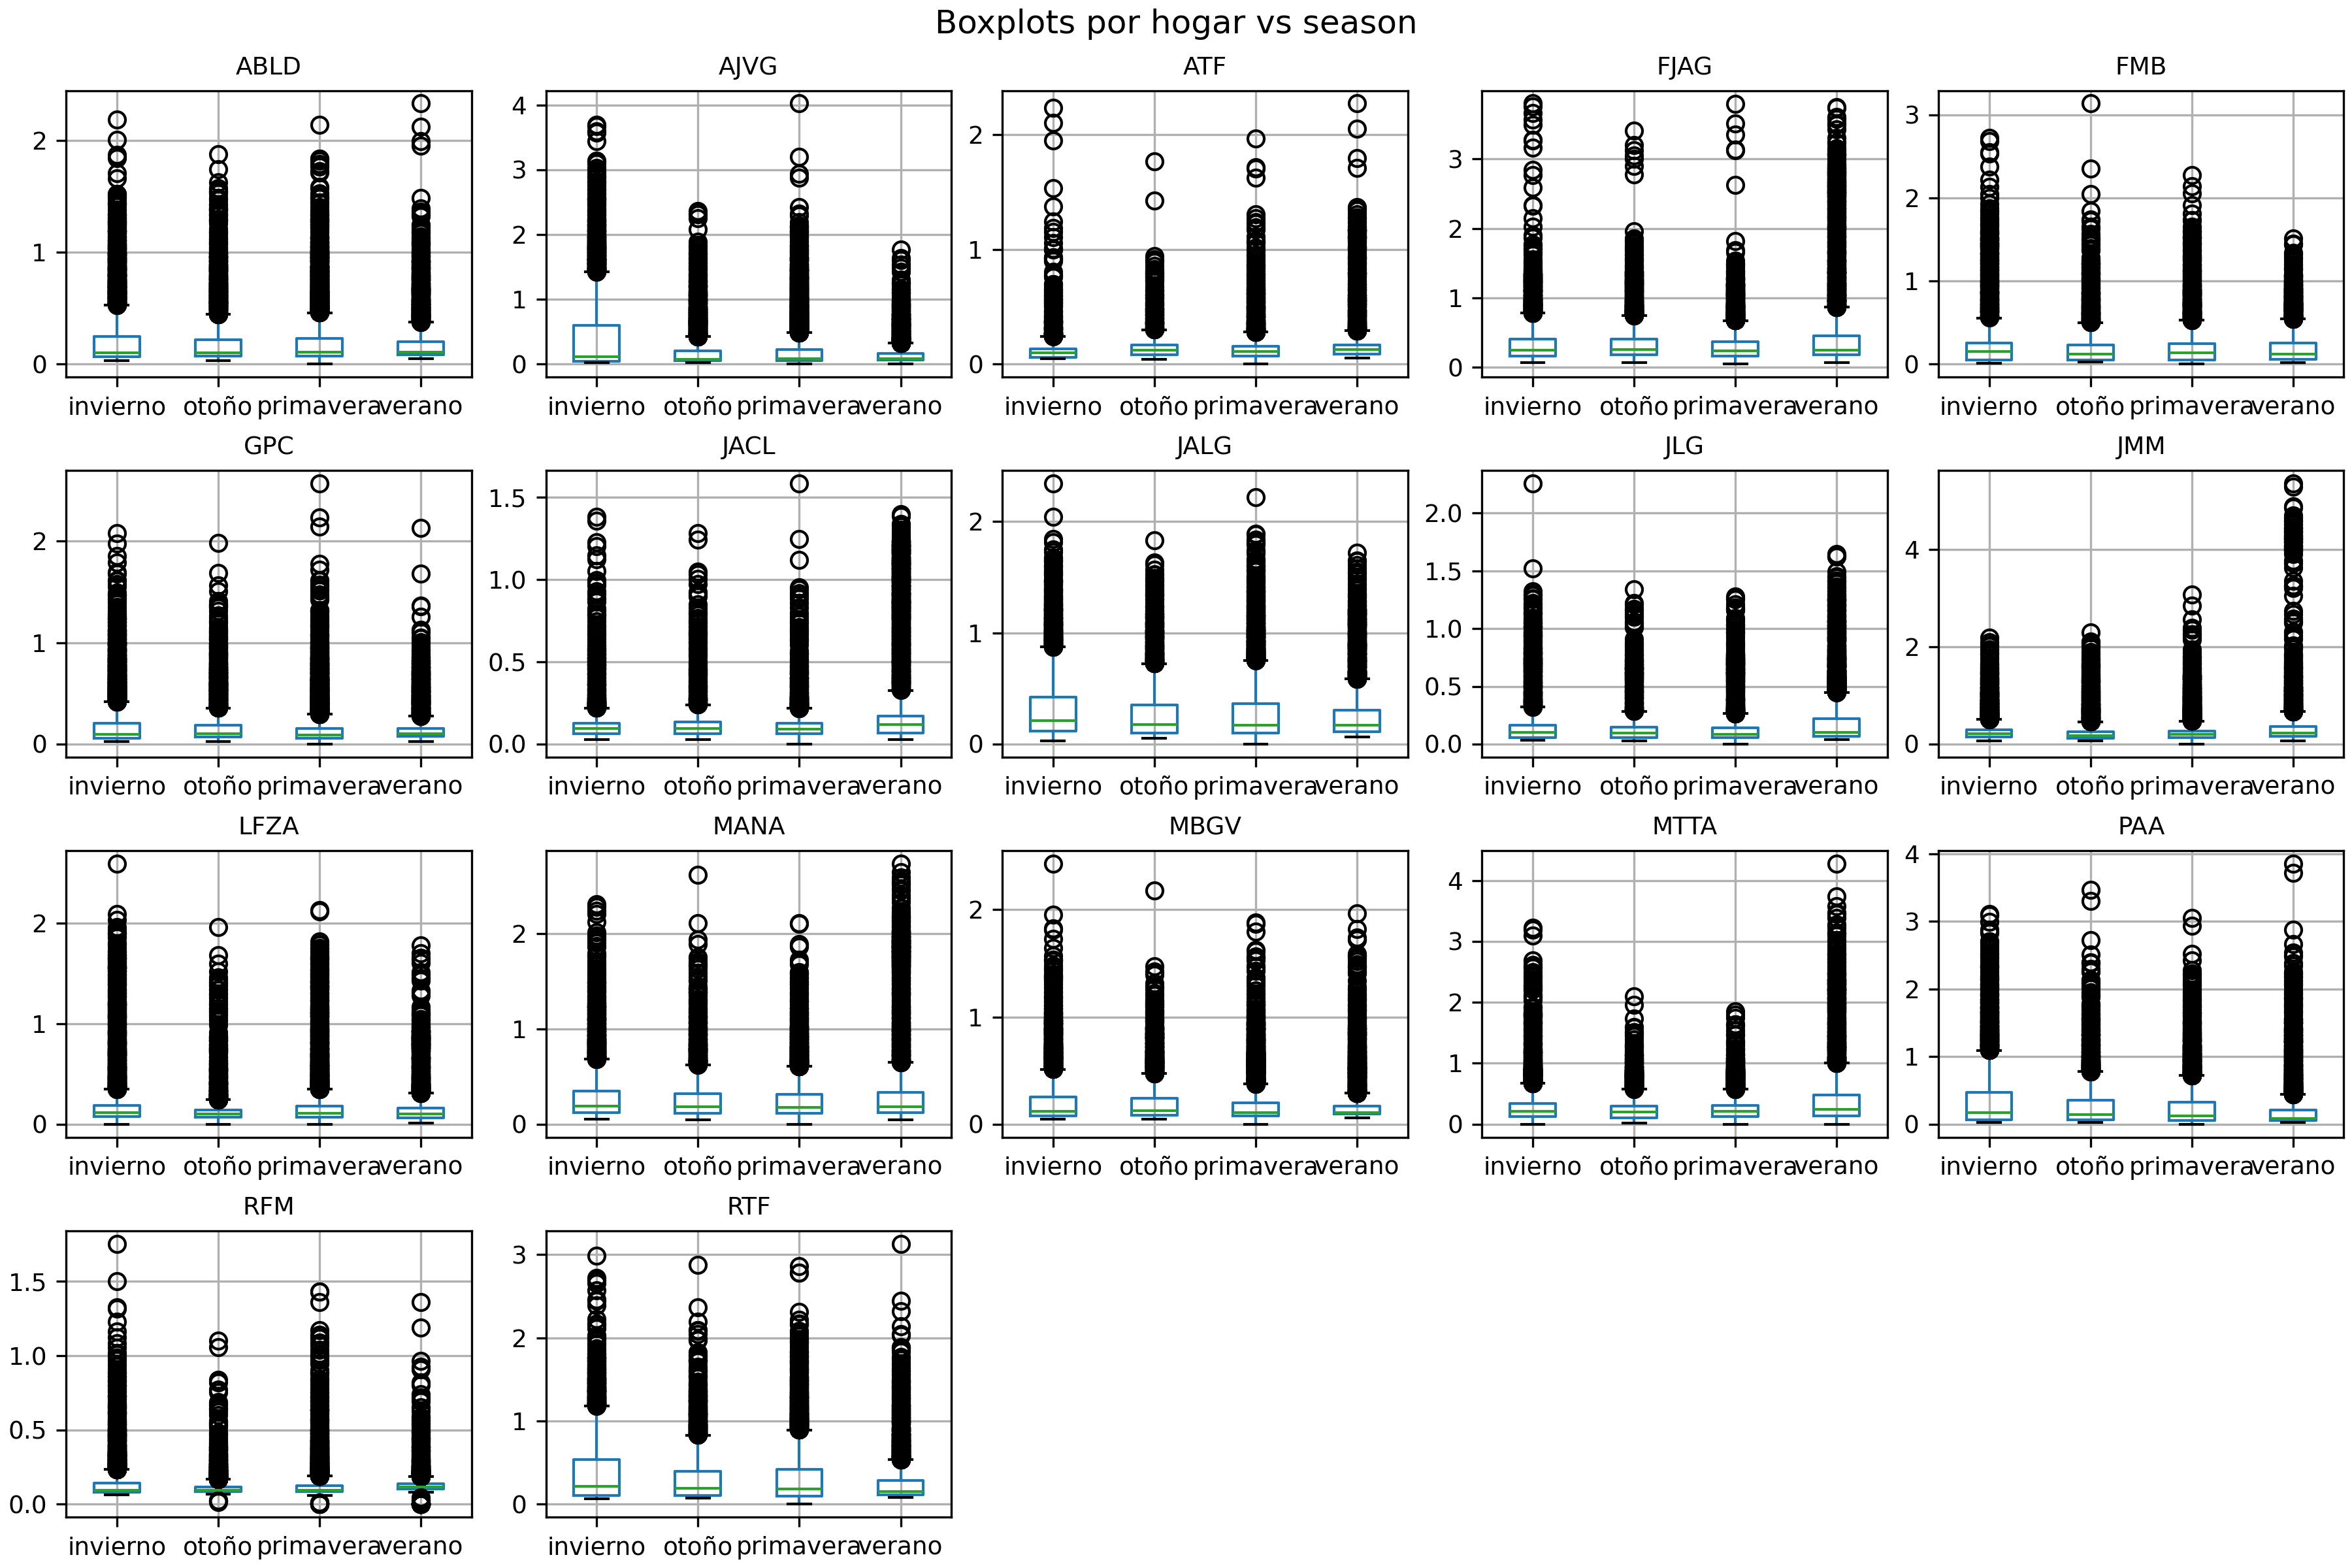 Boxplots por hogar vs season
ABLD AJVG ATF FJAG FMB
2 1 0
4 3 2 1 0
2 1 0
3 2 1 0
3 2 1 0
invierno otoño primavera verano invierno otoño primavera verano invierno otoño primavera verano invierno otoño primavera verano invierno otoño primavera verano
GPC JACL JALG JLG JMM
2 1 0
1.5 1.0 0.5 0.0
2 1 0
2.0 1.5 1.0 0.5 0.0
4 2 0
invierno otoño primavera verano invierno otoño primavera verano invierno otoño primavera verano invierno otoño primavera verano invierno otoño primavera verano
LFZA MANA MBGV MTTA PAA
2 1 0
2 1 0
2 1 0
4 3 2 1 0
4 3 2 1 0
invierno otoño primavera verano invierno otoño primavera verano invierno otoño primavera verano invierno otoño primavera verano invierno otoño primavera verano
RFM RTF
1.5 1.0 0.5 0.0
3 2 1 0
invierno otoño primavera verano invierno otoño primavera verano